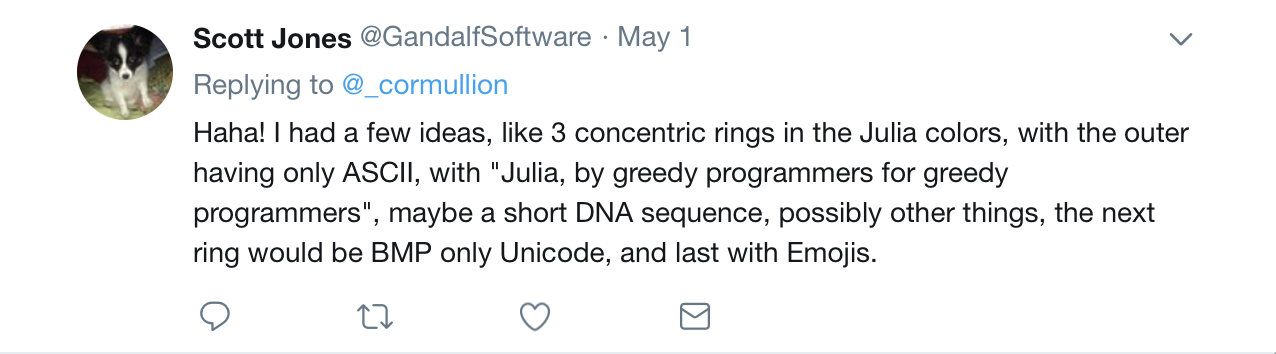 Scott Jones @GandalfSoftware · May 1
Replying to @_cormullion
Haha! I had a few ideas, like 3 concentric rings in the Julia colors, with the outer
having only ASCII, with "Julia, by greedy programmers for greedy
programmers", maybe a short DNA sequence, possibly other things, the next
ring would be BMP only Unicode, and last with Emojis.